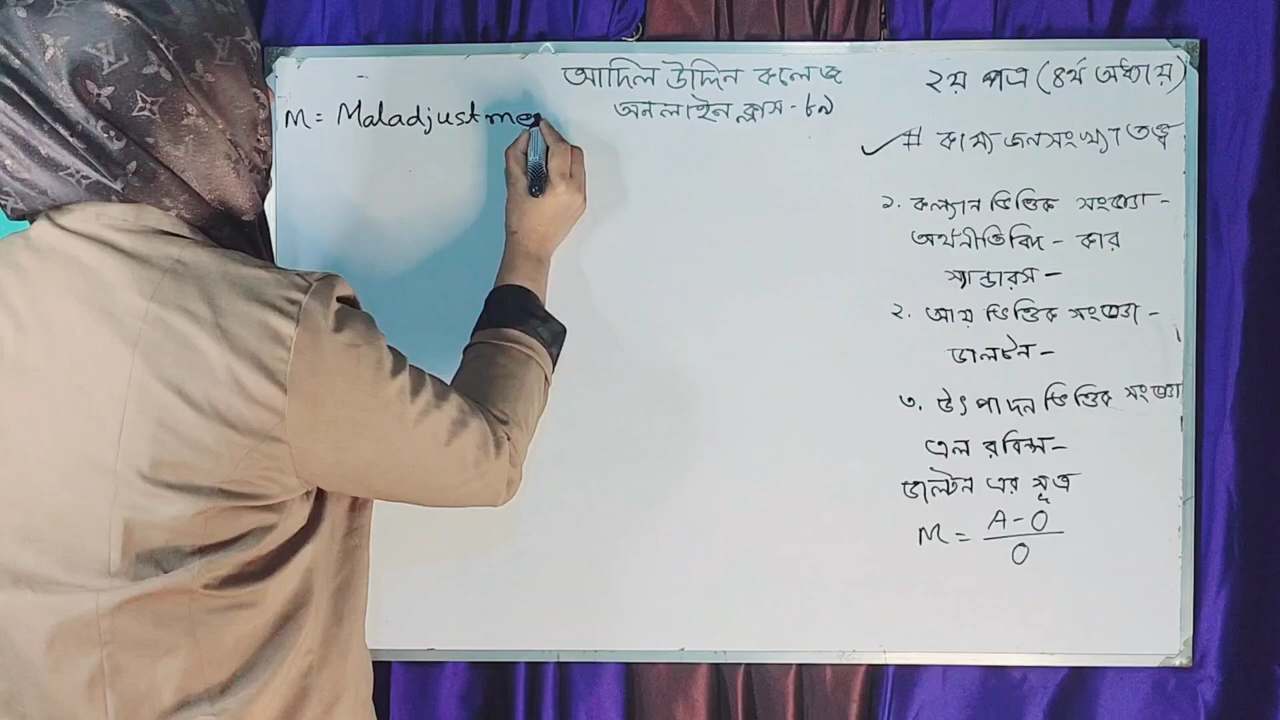 আদিল উদ্দিন কলেজ
অনলাইন ক্লাস - ৮৯
M = Maladjustme
২য় পত্র (৪র্থ অধ্যায়)
# কাম্য জনসংখ্যা তত্ত্ব
১. কল্যান ভিত্তিক সংজ্ঞা -
অর্থনীতিবিদ - কার
স্যান্ডারস -
২. আয় ভিত্তিক সংজ্ঞা -
ডালটন -
৩. উৎপাদন ভিত্তিক সংজ্ঞা
এল রবিন্স -
ডাল্টন এর সূত্র
M = A - O / O